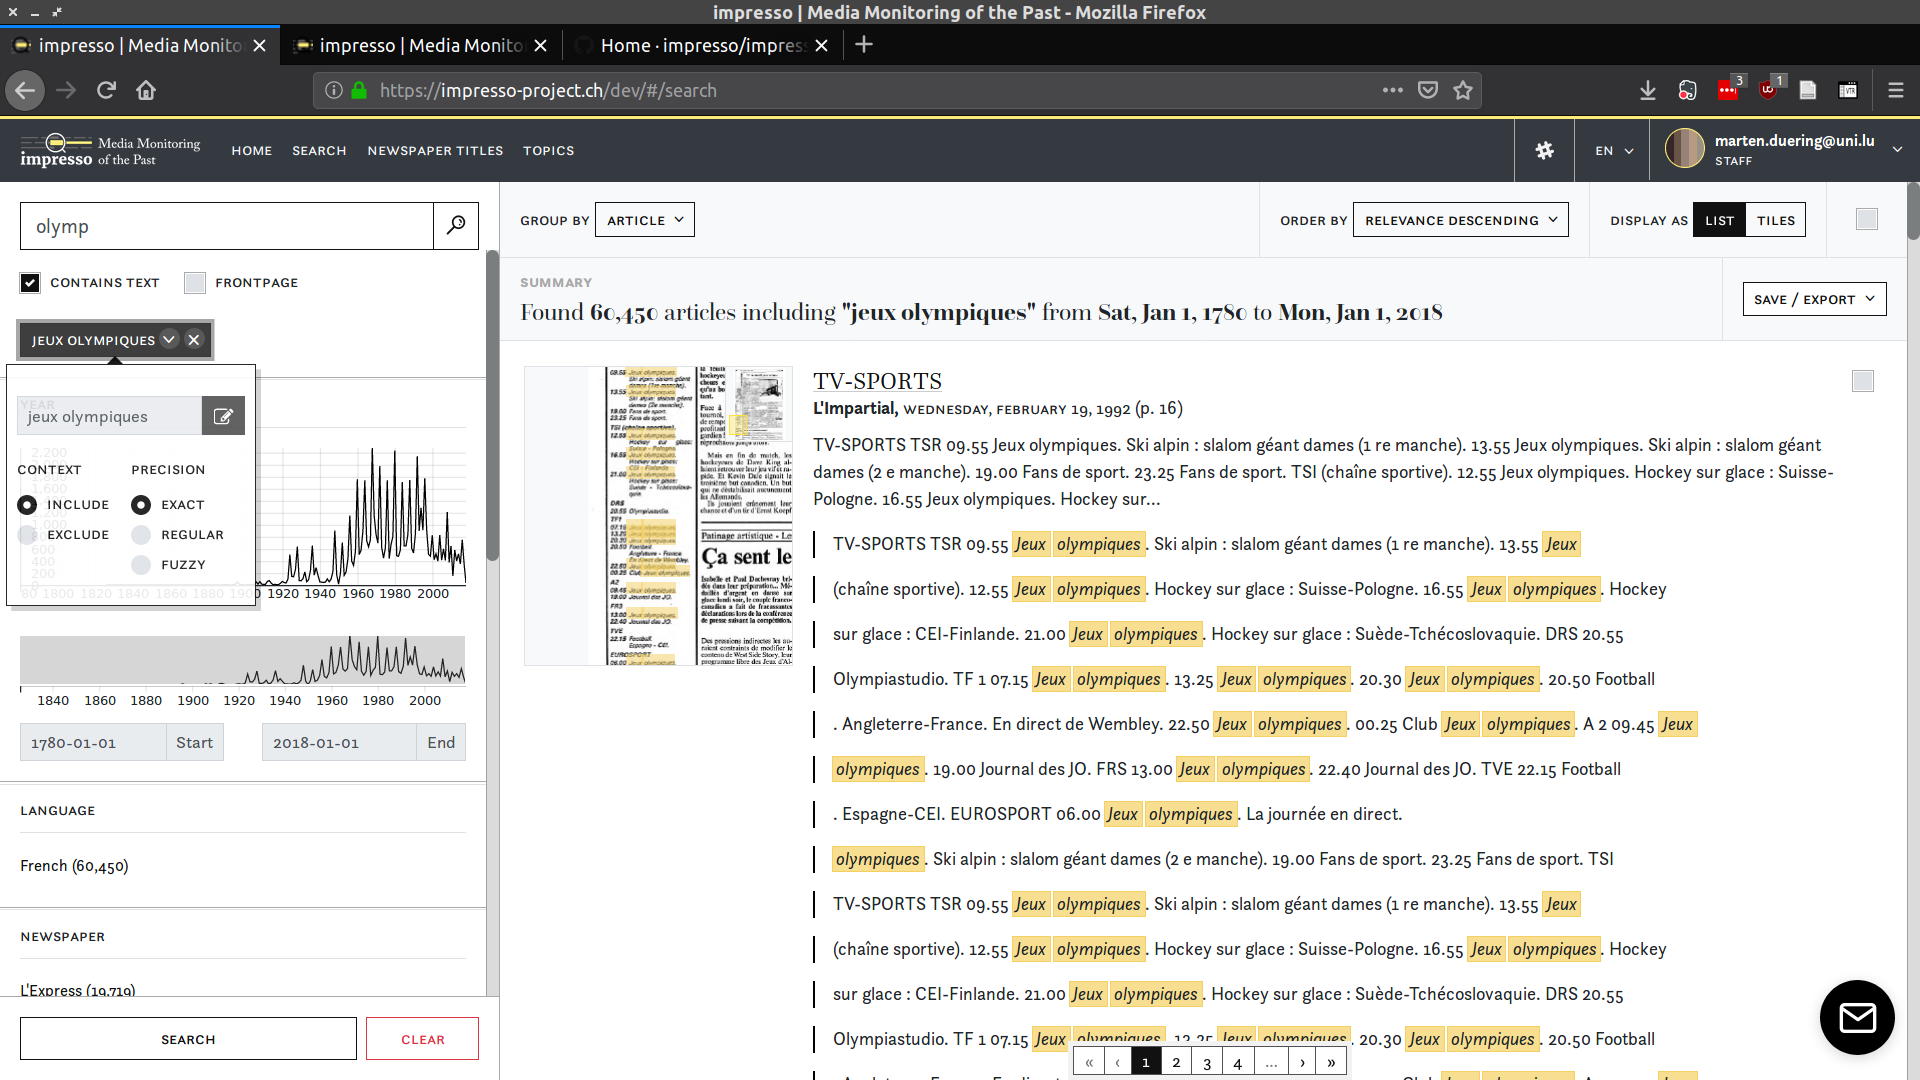 impresso | Media Monitoring of the Past - Mozilla Firefox
impresso | Media Monito
impresso | Media Monito
Home · impresso/impres
https://impresso-project.ch/dev/#/search
3
1
impresso
Media Monitoring
of the Past
HOME
SEARCH
NEWSPAPER TITLES
TOPICS
EN
marten.duering@uni.lu
STAFF
olymp
CONTAINS TEXT
FRONTPAGE
JEUX OLYMPIQUES
YEAR
jeux olympiques
CONTEXT
PRECISION
INCLUDE
EXACT
EXCLUDE
REGULAR
FUZZY
2,200
600
400
200
0
80 1800 1820 1840 1860 1880 1900 1920 1940 1960 1980 2000
1840 1860 1880 1900 1920 1940 1960 1980 2000
1780-01-01 Start
2018-01-01 End
LANGUAGE
French (60,450)
NEWSPAPER
L'Express (19,719)
SEARCH
CLEAR
GROUP BY ARTICLE
ORDER BY RELEVANCE DESCENDING
DISPLAY AS LIST TILES
SUMMARY
Found 60,450 articles including "jeux olympiques" from Sat, Jan 1, 1780 to Mon, Jan 1, 2018
SAVE / EXPORT
Mais en fin de match, les
Patinage artistique - Le
Ça sent le
TV-SPORTS
L'Impartial, WEDNESDAY, FEBRUARY 19, 1992 (p. 16)
TV-SPORTS TSR 09.55 Jeux olympiques. Ski alpin : slalom géant dames (1 re manche). 13.55 Jeux olympiques. Ski alpin : slalom géant
dames (2 e manche). 19.00 Fans de sport. 23.25 Fans de sport. TSI (chaîne sportive). 12.55 Jeux olympiques. Hockey sur glace : Suisse-
Pologne. 16.55 Jeux olympiques. Hockey sur...
TV-SPORTS TSR 09.55 Jeux olympiques. Ski alpin : slalom géant dames (1 re manche). 13.55 Jeux
(chaîne sportive). 12.55 Jeux olympiques. Hockey sur glace : Suisse-Pologne. 16.55 Jeux olympiques. Hockey
sur glace : CEI-Finlande. 21.00 Jeux olympiques. Hockey sur glace : Suède-Tchécoslovaquie. DRS 20.55
Olympiastudio. TF 1 07.15 Jeux olympiques. 13.25 Jeux olympiques. 20.30 Jeux olympiques. 20.50 Football
. Angleterre-France. En direct de Wembley. 22.50 Jeux olympiques. 00.25 Club Jeux olympiques. A 2 09.45 Jeux
olympiques. 19.00 Journal des JO. FRS 13.00 Jeux olympiques. 22.40 Journal des JO. TVE 22.15 Football
. Espagne-CEI. EUROSPORT 06.00 Jeux olympiques. La journée en direct.
olympiques. Ski alpin : slalom géant dames (2 e manche). 19.00 Fans de sport. 23.25 Fans de sport. TSI
TV-SPORTS TSR 09.55 Jeux olympiques. Ski alpin : slalom géant dames (1 re manche). 13.55 Jeux
(chaîne sportive). 12.55 Jeux olympiques. Hockey sur glace : Suisse-Pologne. 16.55 Jeux olympiques. Hockey
sur glace : CEI-Finlande. 21.00 Jeux olympiques. Hockey sur glace : Suède-Tchécoslovaquie. DRS 20.55
Olympiastudio. TF 1 07.15 Jeux olympiques. 13.25 Jeux olympiques. 20.30 Jeux olympiques. 20.50 Football
« ‹ 1 2 3 4 ... › »